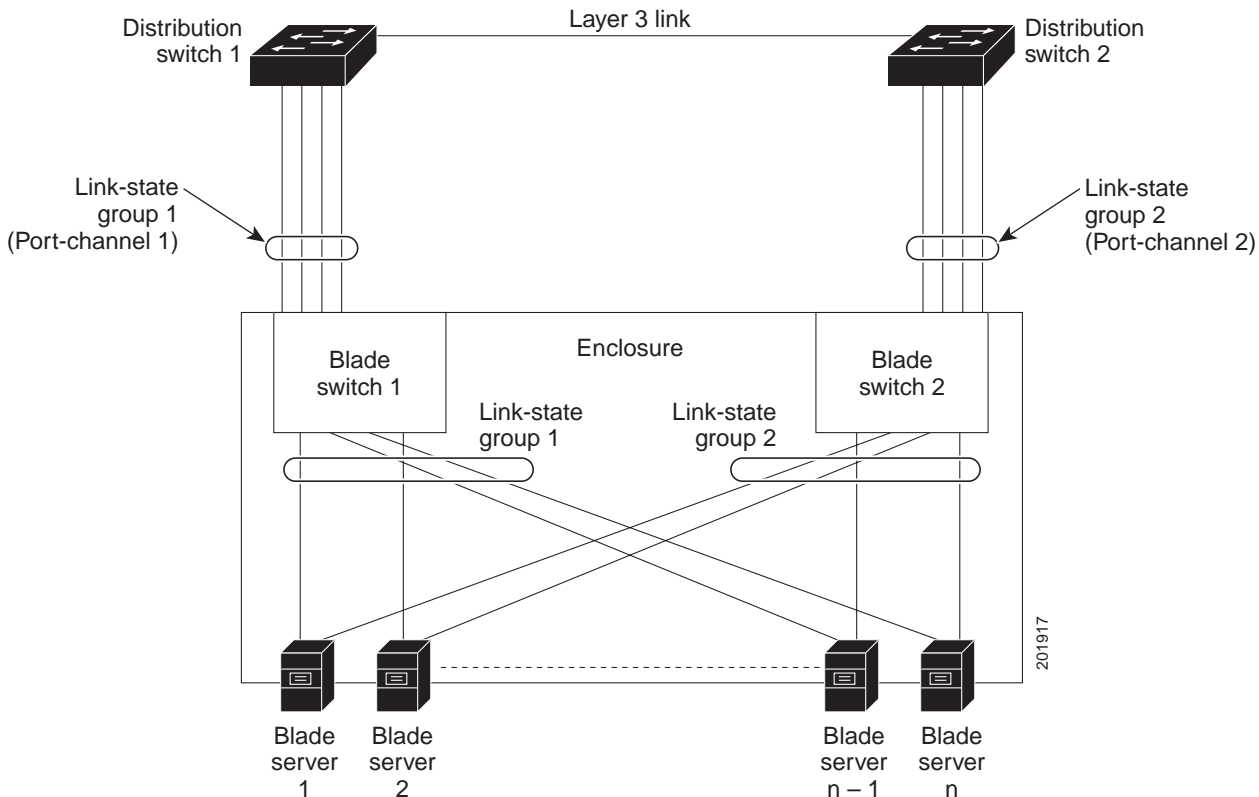 Layer 3 link
Distribution
switch 1
Distribution
switch 2
Link-state
group 1
(Port-channel 1)
Link-state
group 2
(Port-channel 2)
Enclosure
Blade
switch 1
Blade
switch 2
Link-state
group 1
Link-state
group 2
201917
Blade
server
1
Blade
server
2
Blade
server
n – 1
Blade
server
n